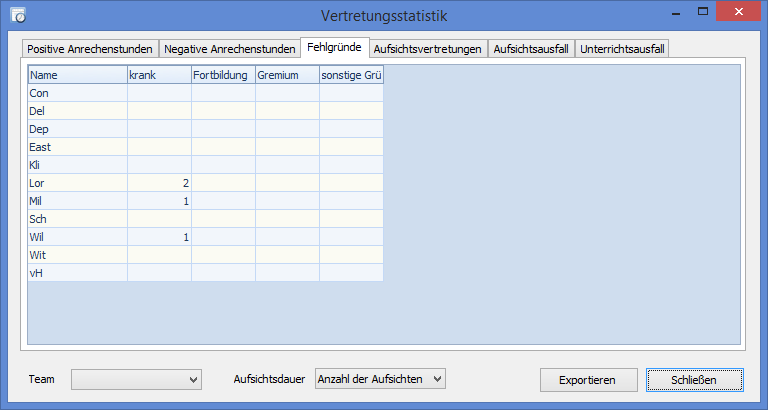 Vertretungsstatistik
Positive Anrechenstunden Negative Anrechenstunden Fehlgründe Aufsichtsvertretungen Aufsichtsausfall Unterrichtsausfall
Name krank Fortbildung Gremium sonstige Grü
Con
Del
Dep
East
Kli
Lor 2
Mil 1
Sch
Wil 1
Wit
vH
Team Aufsichtsdauer Anzahl der Aufsichten Exportieren Schließen